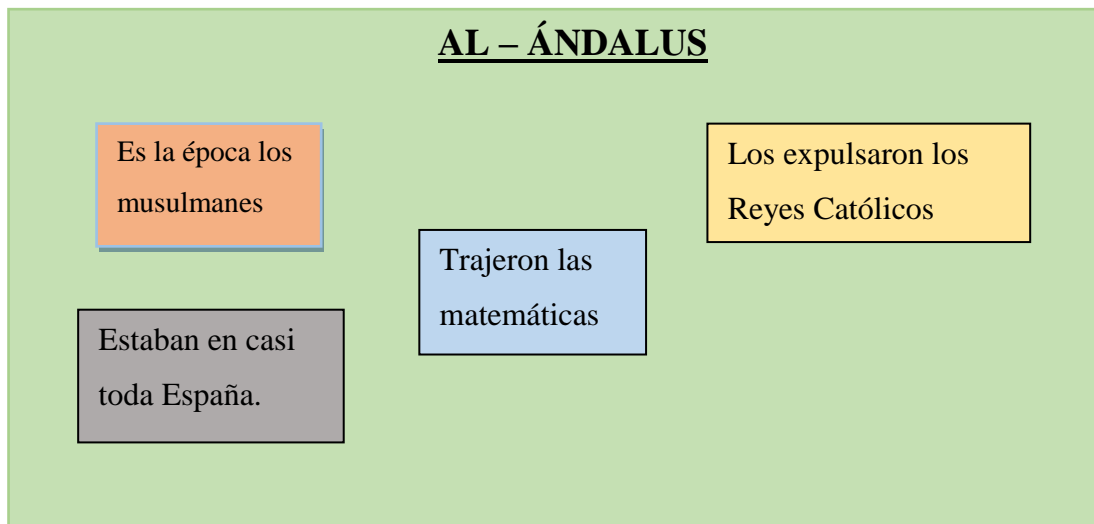 AL – ÁNDALUS
Es la época los
musulmanes
Los expulsaron los
Reyes Católicos
Trajeron las
matemáticas
Estaban en casi
toda España.